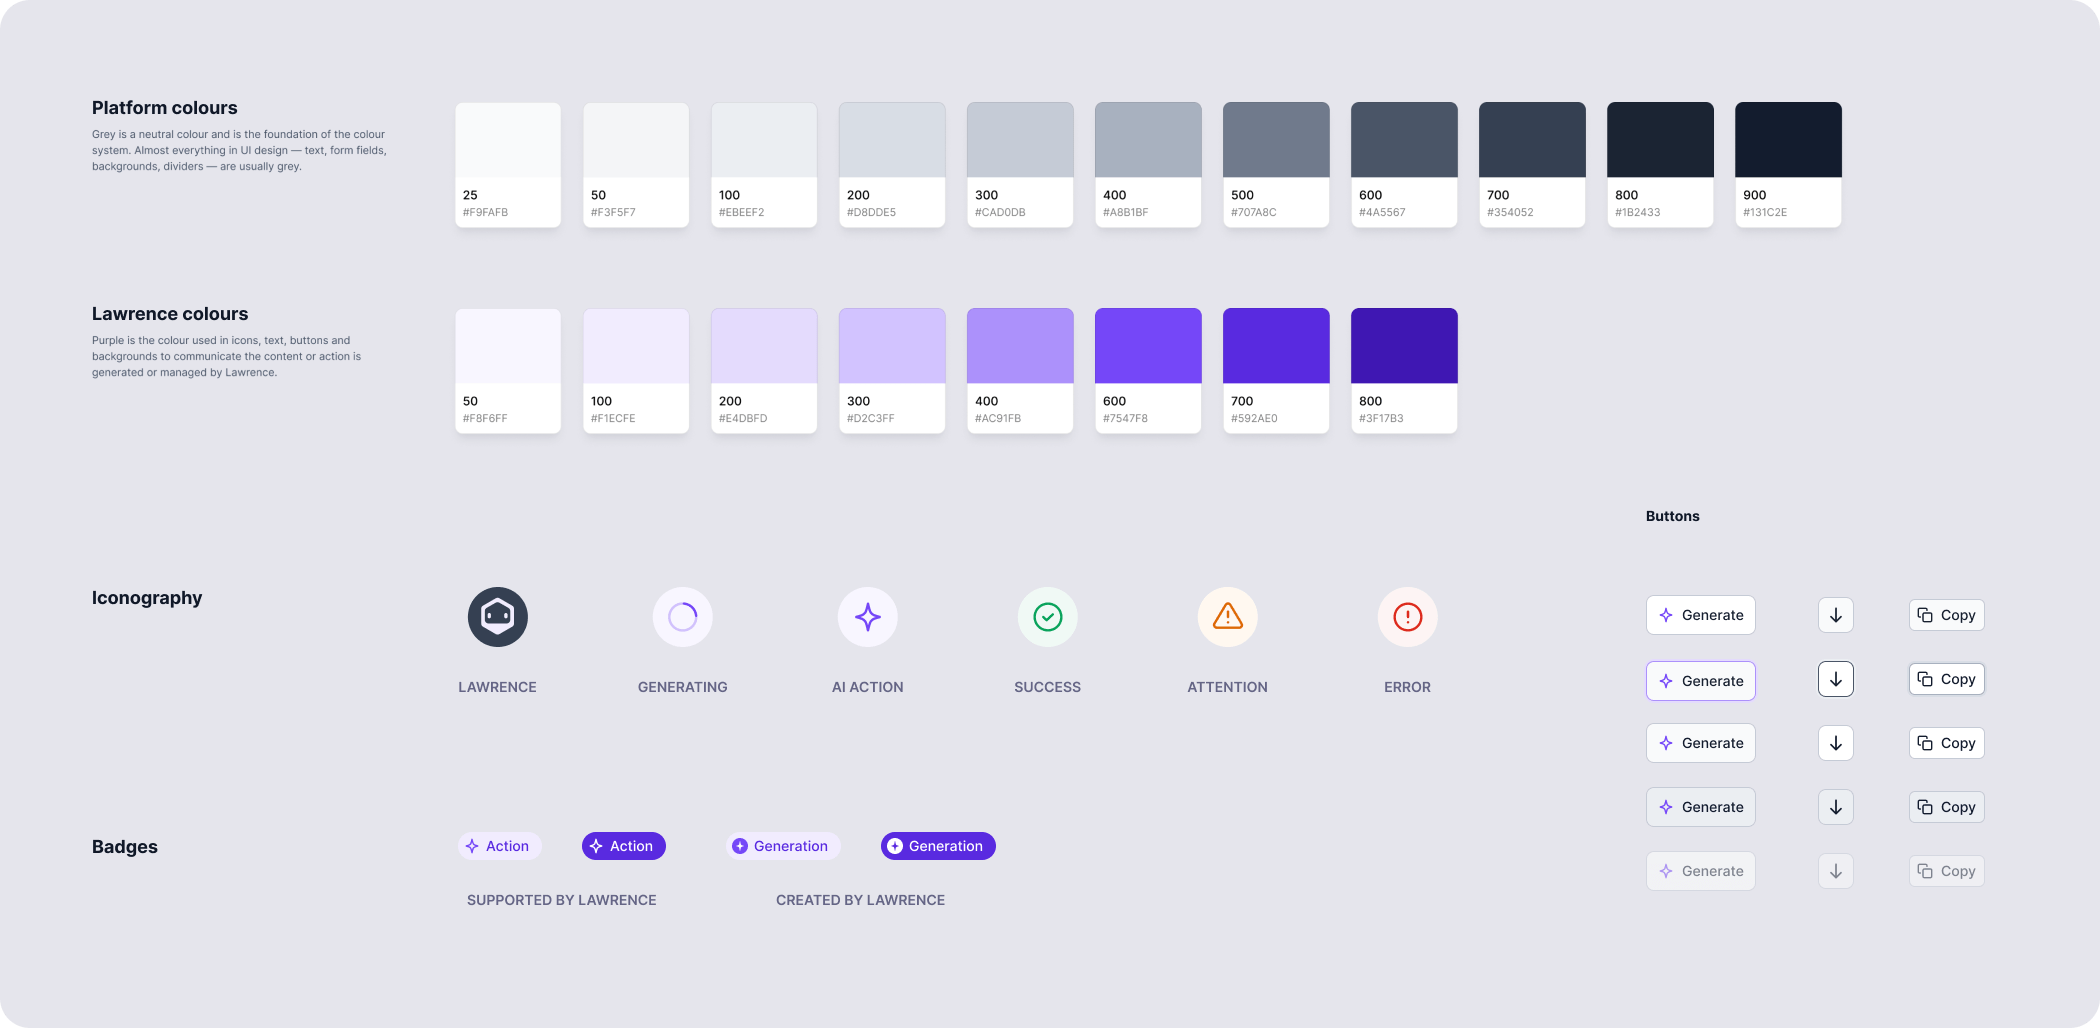 Platform colours
Grey is a neutral colour and is the foundation of the colour
system. Almost everything in UI design — text, form fields,
backgrounds, dividers — are usually grey.
25
#F9FAFB
50
#F3F5F7
100
#EBEEF2
200
#D8DDE5
300
#CAD0DB
400
#A8B1BF
500
#707A8C
600
#4A5567
700
#354052
800
#1B2433
900
#131C2E
Lawrence colours
Purple is the colour used in icons, text, buttons and
backgrounds to communicate the content or action is
generated or managed by Lawrence.
50
#F8F6FF
100
#F1ECFE
200
#E4DBFD
300
#D2C3FF
400
#AC91FB
600
#7547F8
700
#592AE0
800
#3F17B3
Iconography
LAWRENCE
GENERATING
AI ACTION
SUCCESS
ATTENTION
ERROR
Badges
Action
Action
Generation
Generation
SUPPORTED BY LAWRENCE
CREATED BY LAWRENCE
Buttons
Generate
Copy
Generate
Copy
Generate
Copy
Generate
Copy
Generate
Copy